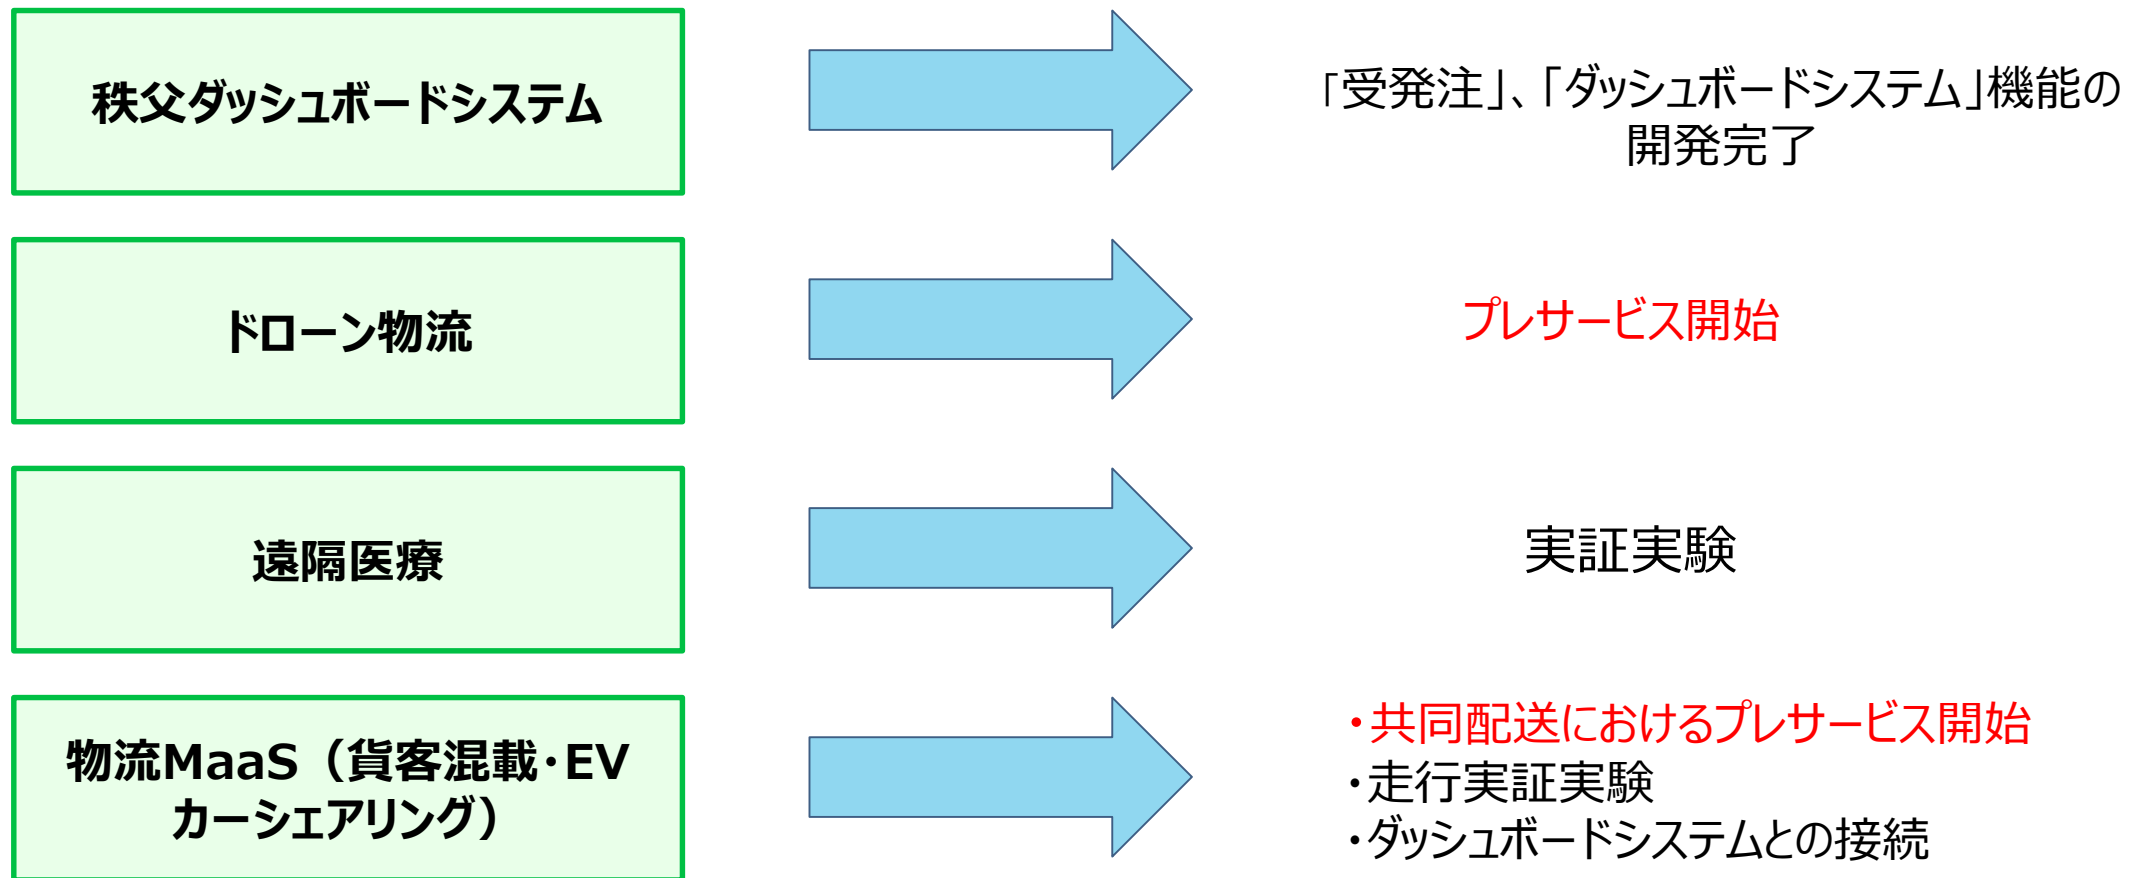 秩父ダッシュボードシステム
「受発注」、「ダッシュボードシステム」機能の
開発完了
ドローン物流
プレサービス開始
遠隔医療
実証実験
物流MaaS（貨客混載・EV
カーシェアリング）
・共同配送におけるプレサービス開始
・走行実証実験
・ダッシュボードシステムとの接続